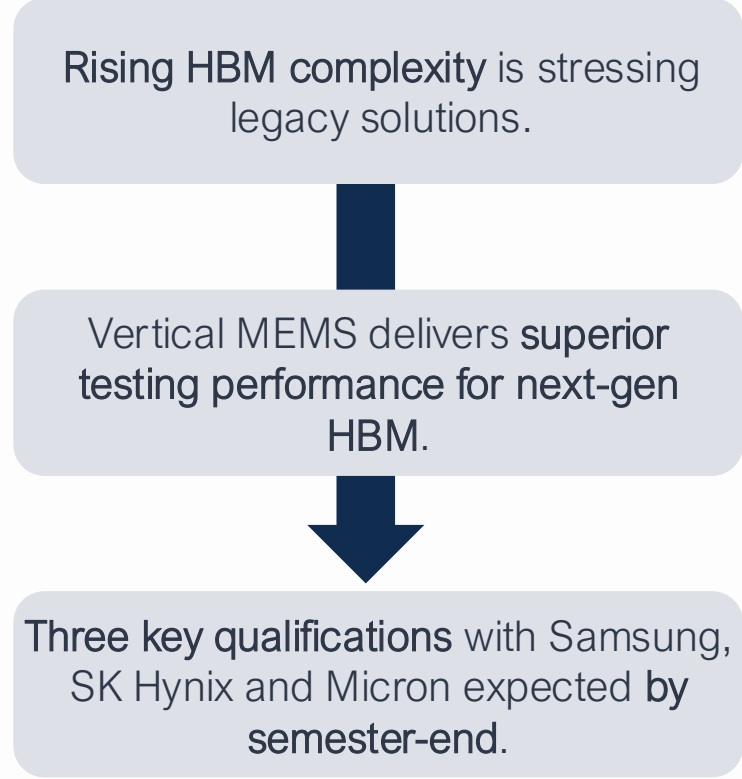 Rising HBM complexity is stressing
legacy solutions.
Vertical MEMS delivers superior
testing performance for next-gen
HBM.
Three key qualifications with Samsung,
SK Hynix and Micron expected by
semester-end.